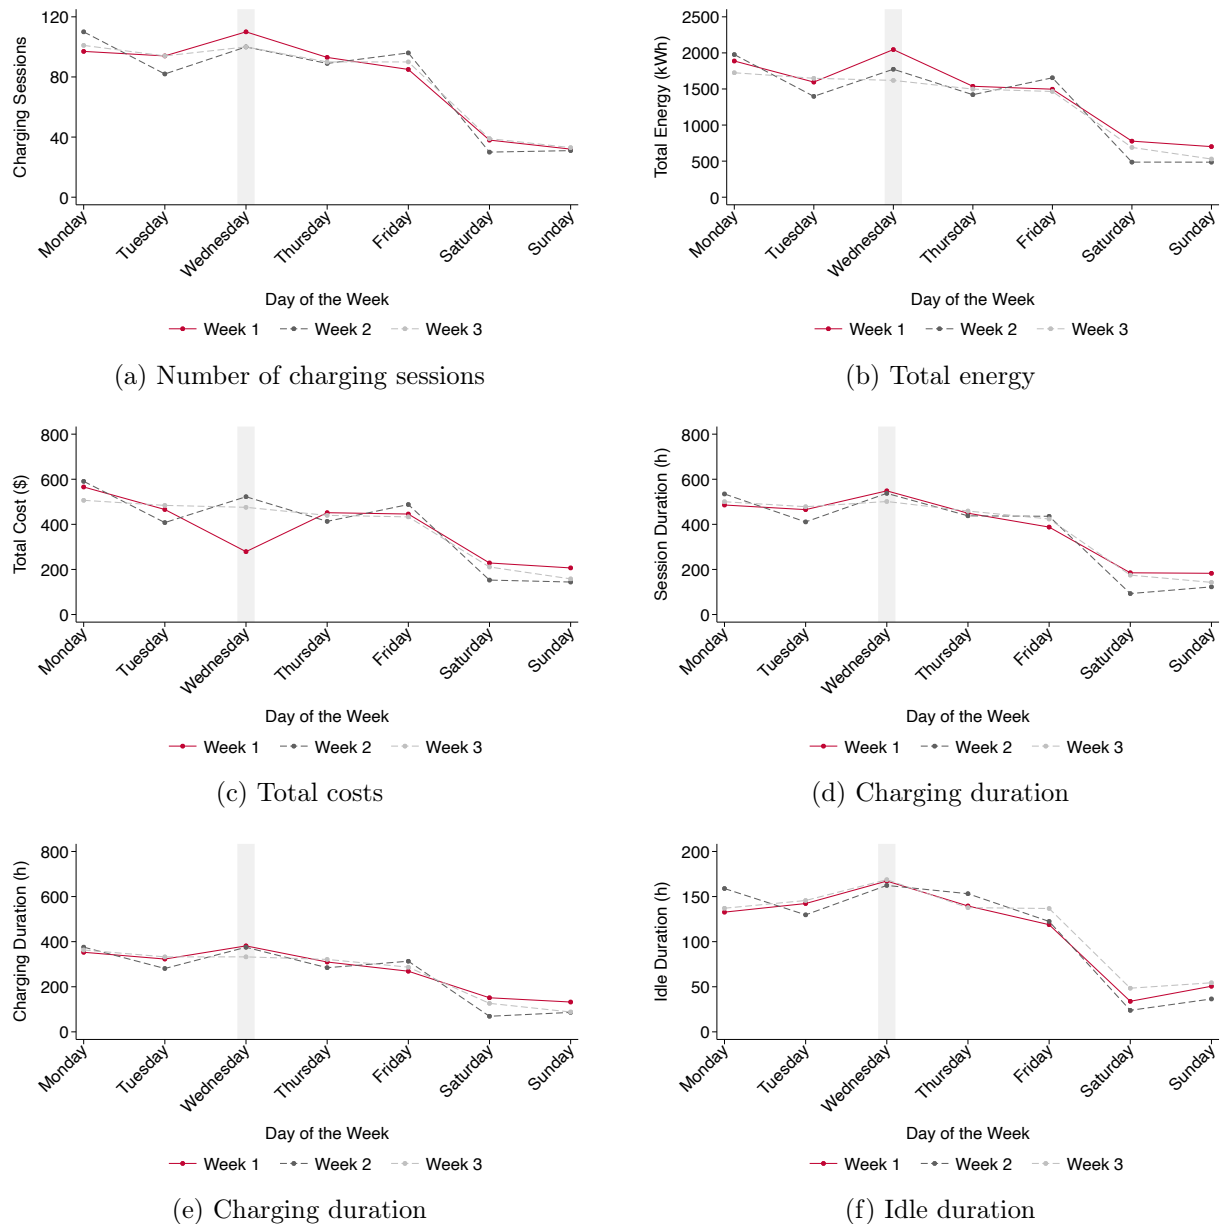 Charging Sessions
120
80
40
0
Monday
Tuesday
Wednesday
Thursday
Friday
Saturday
Sunday
Day of the Week
Week 1 Week 2 Week 3
(a) Number of charging sessions
Total Energy (kWh)
2500
2000
1500
1000
500
0
Monday
Tuesday
Wednesday
Thursday
Friday
Saturday
Sunday
Day of the Week
Week 1 Week 2 Week 3
(b) Total energy
Total Cost ($)
800
600
400
200
0
Monday
Tuesday
Wednesday
Thursday
Friday
Saturday
Sunday
Day of the Week
Week 1 Week 2 Week 3
(c) Total costs
Session Duration (h)
800
600
400
200
0
Monday
Tuesday
Wednesday
Thursday
Friday
Saturday
Sunday
Day of the Week
Week 1 Week 2 Week 3
(d) Charging duration
Charging Duration (h)
800
600
400
200
0
Monday
Tuesday
Wednesday
Thursday
Friday
Saturday
Sunday
Day of the Week
Week 1 Week 2 Week 3
(e) Charging duration
Idle Duration (h)
200
150
100
50
0
Monday
Tuesday
Wednesday
Thursday
Friday
Saturday
Sunday
Day of the Week
Week 1 Week 2 Week 3
(f) Idle duration